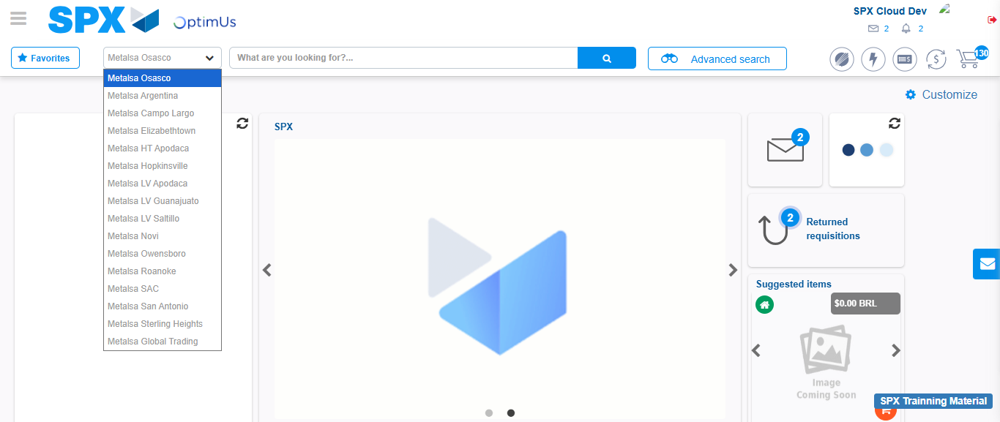 SPX
OptimUs
SPX Cloud Dev
2
2
Favorites
Metalsa Osasco
What are you looking for?...
Advanced search
130
Metalsa Osasco
Metalsa Argentina
Metalsa Campo Largo
Metalsa Elizabethtown
Metalsa HT Apodaca
Metalsa Hopkinsville
Metalsa LV Apodaca
Metalsa LV Guanajuato
Metalsa LV Saltillo
Metalsa Novi
Metalsa Owensboro
Metalsa Roanoke
Metalsa SAC
Metalsa San Antonio
Metalsa Sterling Heights
Metalsa Global Trading
Customize
SPX
2
2
Returned
requisitions
Suggested items
$0.00 BRL
Image
Coming Soon
SPX Trainning Material